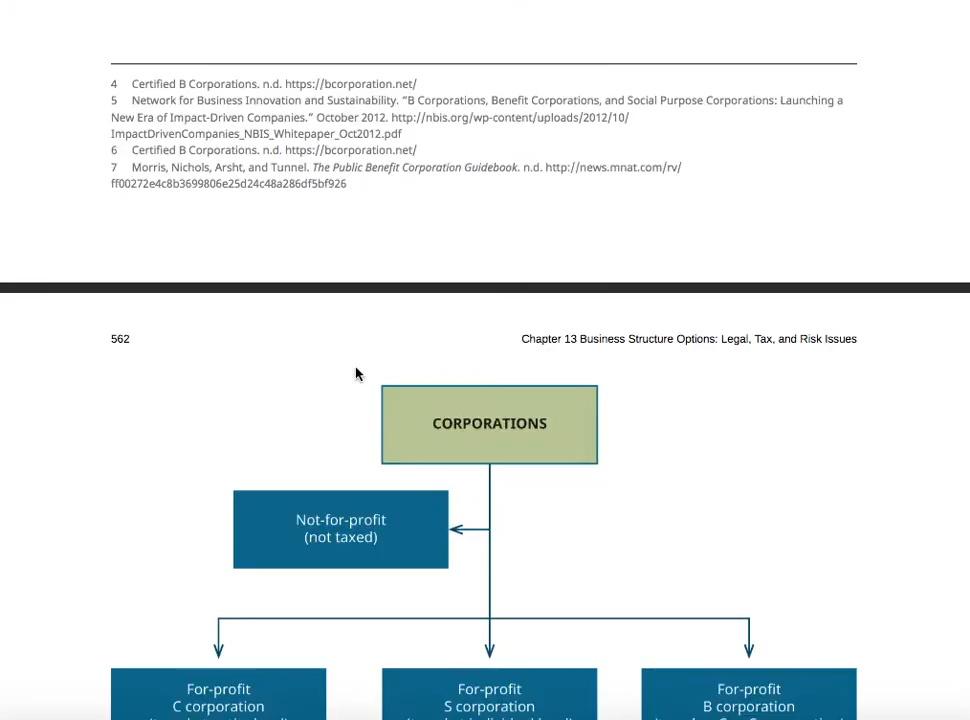 4 Certified B Corporations. n.d. https://bcorporation.net/
5 Network for Business Innovation and Sustainability. “B Corporations, Benefit Corporations, and Social Purpose Corporations: Launching a
New Era of Impact-Driven Companies.” October 2012. http://nbis.org/wp-content/uploads/2012/10/
ImpactDrivenCompanies_NBIS_Whitepaper_Oct2012.pdf
6 Certified B Corporations. n.d. https://bcorporation.net/
7 Morris, Nichols, Arsht, and Tunnel. The Public Benefit Corporation Guidebook. n.d. http://news.mnat.com/rv/
ff00272e4c8b3699806e25d24c48a286df5bf926
562 Chapter 13 Business Structure Options: Legal, Tax, and Risk Issues
CORPORATIONS
Not-for-profit
(not taxed)
For-profit
C corporation
For-profit
S corporation
For-profit
B corporation